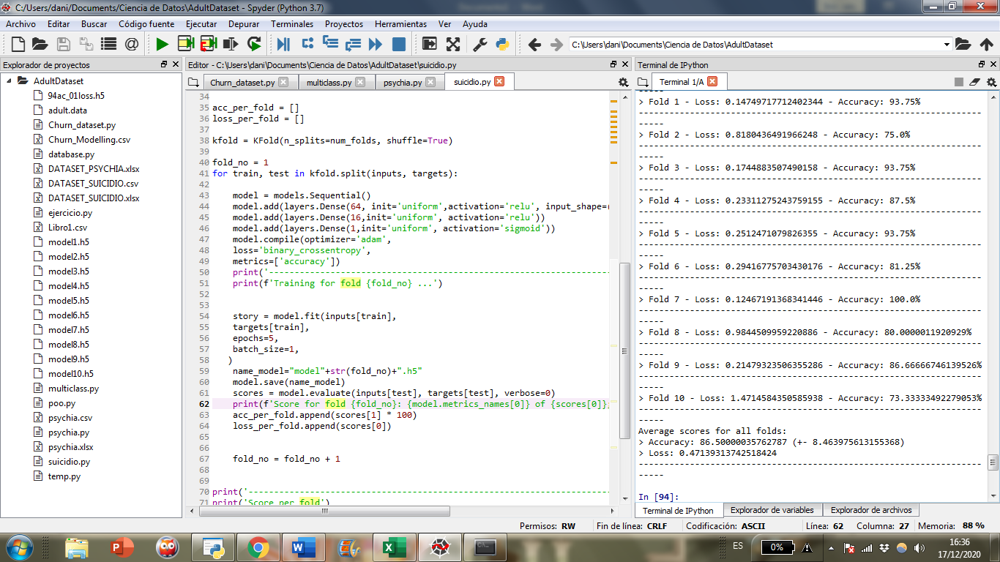 C:/Users/dani/Documents/Ciencia de Datos\AdultDataset - Spyder (Python 3.7)
Archivo Editar Buscar Código fuente Ejecutar Depurar Terminales Proyectos Herramientas Ver Ayuda
C:\Users\dani\Documents\Ciencia de Datos\AdultDataset
Explorador de proyectos
AdultDataset
94ac_01loss.h5
adult.data
Churn_dataset.py
Churn_Modelling.csv
database.py
DATASET_PSYCHIA.xlsx
DATASET_SUICIDIO.csv
DATASET_SUICIDIO.xlsx
ejercicio.py
Libro1.csv
model1.h5
model2.h5
model3.h5
model4.h5
model5.h5
model6.h5
model7.h5
model8.h5
model9.h5
model10.h5
multiclass.py
poo.py
psychia.csv
psychia.py
psychia.xlsx
suicidio.py
temp.py
Editor - C:\Users\dani\Documents\Ciencia de Datos\AdultDataset\suicidio.py
Churn_dataset.py multiclass.py psychia.py suicidio.py
34
35 acc_per_fold = []
36 loss_per_fold = []
37
38 kfold = KFold(n_splits=num_folds, shuffle=True)
39
40 fold_no = 1
41 for train, test in kfold.split(inputs, targets):
42
43 model = models.Sequential()
44 model.add(layers.Dense(64, init='uniform',activation='relu', input_shape=(
45 model.add(layers.Dense(16,init='uniform', activation='relu'))
46 model.add(layers.Dense(1,init='uniform', activation='sigmoid'))
47 model.compile(optimizer='adam',
48 loss='binary_crossentropy',
49 metrics=['accuracy'])
50 print('------------------------------------------------------------------
51 print(f'Training for fold {fold_no} ...')
52
53
54 story = model.fit(inputs[train],
55 targets[train],
56 epochs=5,
57 batch_size=1,
58 )
59 name_model="model"+str(fold_no)+".h5"
60 model.save(name_model)
61 scores = model.evaluate(inputs[test], targets[test], verbose=0)
62 print(f'Score for fold {fold_no}: {model.metrics_names[0]} of {scores[0]};
63 acc_per_fold.append(scores[1] * 100)
64 loss_per_fold.append(scores[0])
65
66
67 fold_no = fold_no + 1
68
69
70 print('----------------------------------------------------------------------
71 print('Score per fold')
Terminal de IPython
Terminal 1/A
-----
> Fold 1 - Loss: 0.14749717712402344 - Accuracy: 93.75%
-------------------------------------------------------------------
-----
> Fold 2 - Loss: 0.8180436491966248 - Accuracy: 75.0%
-------------------------------------------------------------------
-----
> Fold 3 - Loss: 0.1744883507490158 - Accuracy: 93.75%
-------------------------------------------------------------------
-----
> Fold 4 - Loss: 0.23311275243759155 - Accuracy: 87.5%
-------------------------------------------------------------------
-----
> Fold 5 - Loss: 0.2512471079826355 - Accuracy: 93.75%
-------------------------------------------------------------------
-----
> Fold 6 - Loss: 0.29416775703430176 - Accuracy: 81.25%
-------------------------------------------------------------------
-----
> Fold 7 - Loss: 0.12467191368341446 - Accuracy: 100.0%
-------------------------------------------------------------------
-----
> Fold 8 - Loss: 0.9844509959220886 - Accuracy: 80.0000011920929%
-------------------------------------------------------------------
-----
> Fold 9 - Loss: 0.21479323506355286 - Accuracy: 86.66666746139526%
-------------------------------------------------------------------
-----
> Fold 10 - Loss: 1.4714584350585938 - Accuracy: 73.33333492279053%
-------------------------------------------------------------------
-----
Average scores for all folds:
> Accuracy: 86.50000035762787 (+- 8.463975613155368)
> Loss: 0.47139313742518424
-------------------------------------------------------------------
-----
In [94]:
Terminal de IPython Explorador de variables Explorador de archivos
Permisos: RW Fin de línea: CRLF Codificación: ASCII Línea: 62 Columna: 27 Memoria: 88 %
ES 0% 16:36
17/12/2020